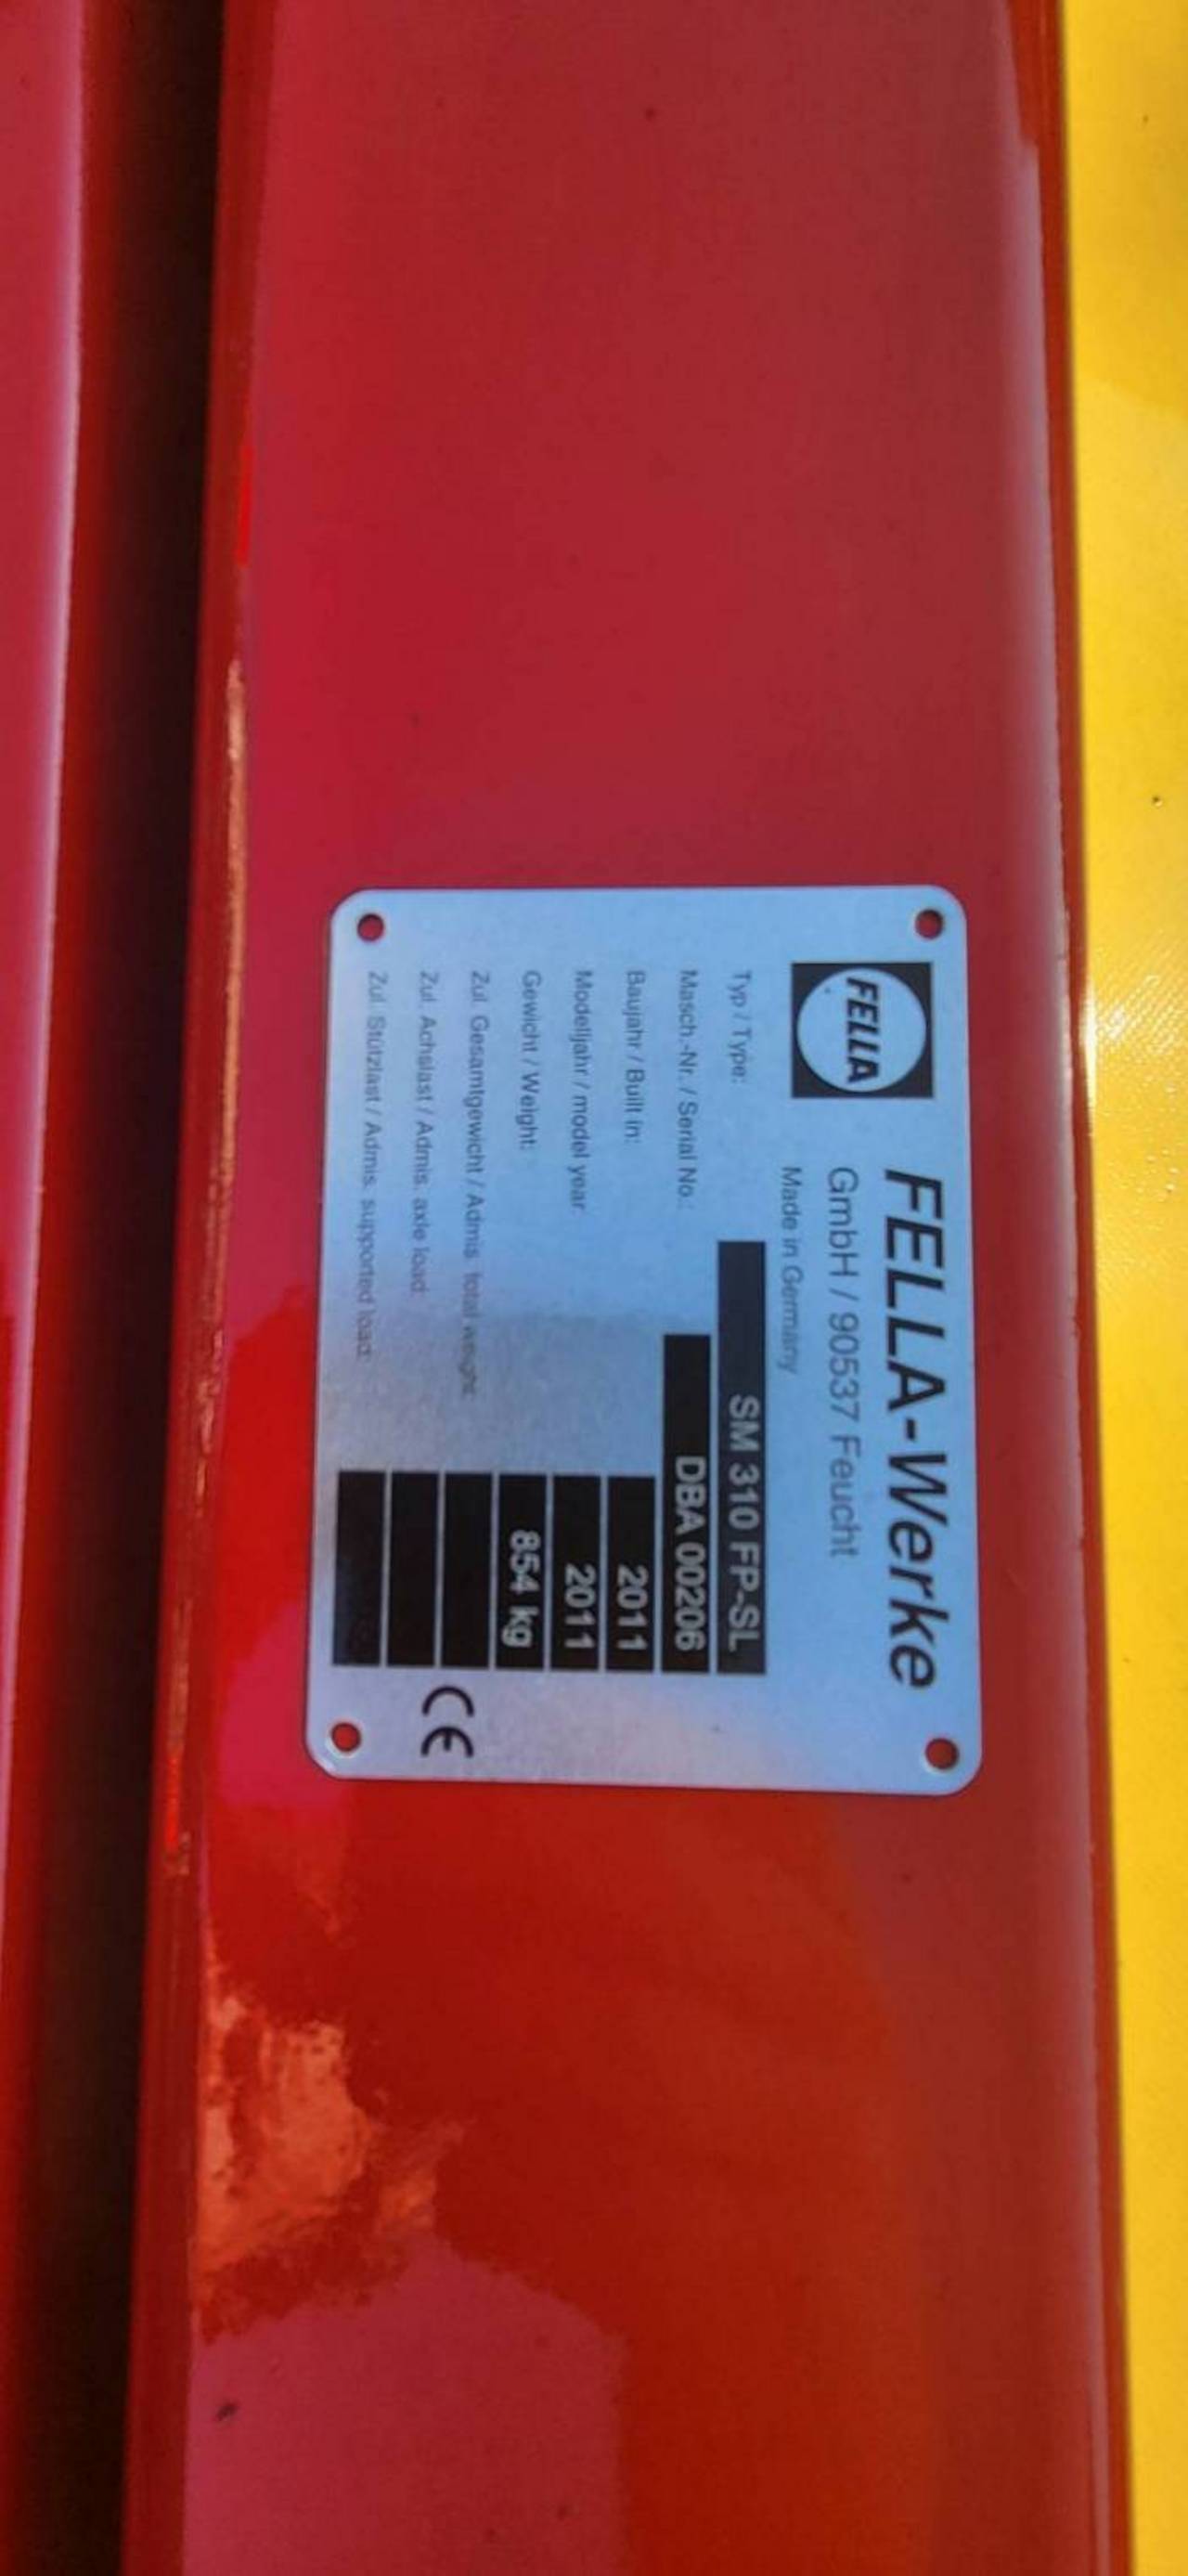 FELLA
FELLA-Werke
GmbH / 90537 Feucht
Made in Germany
Typ / Type: SM 310 FP-SL
Masch.-Nr. / Serial No.: DBA 00206
Baujahr / Built in: 2011
Modelljahr / model year: 2011
Gewicht / Weight: 854 kg
Zul. Gesamtgewicht / Admis. total weight:
Zul. Achslast / Admis. axle load:
Zul. Stützlast / Admis. supported load:
CE